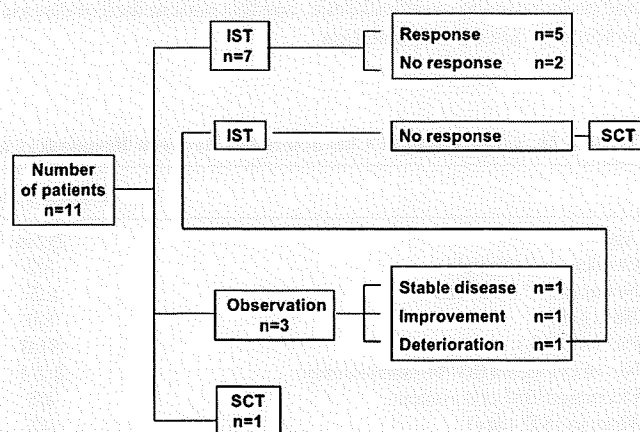 IST
n=7
Response n=5
No response n=2
IST
No response
SCT
Number
of patients
n=11
Observation
n=3
Stable disease n=1
Improvement n=1
Deterioration n=1
SCT
n=1